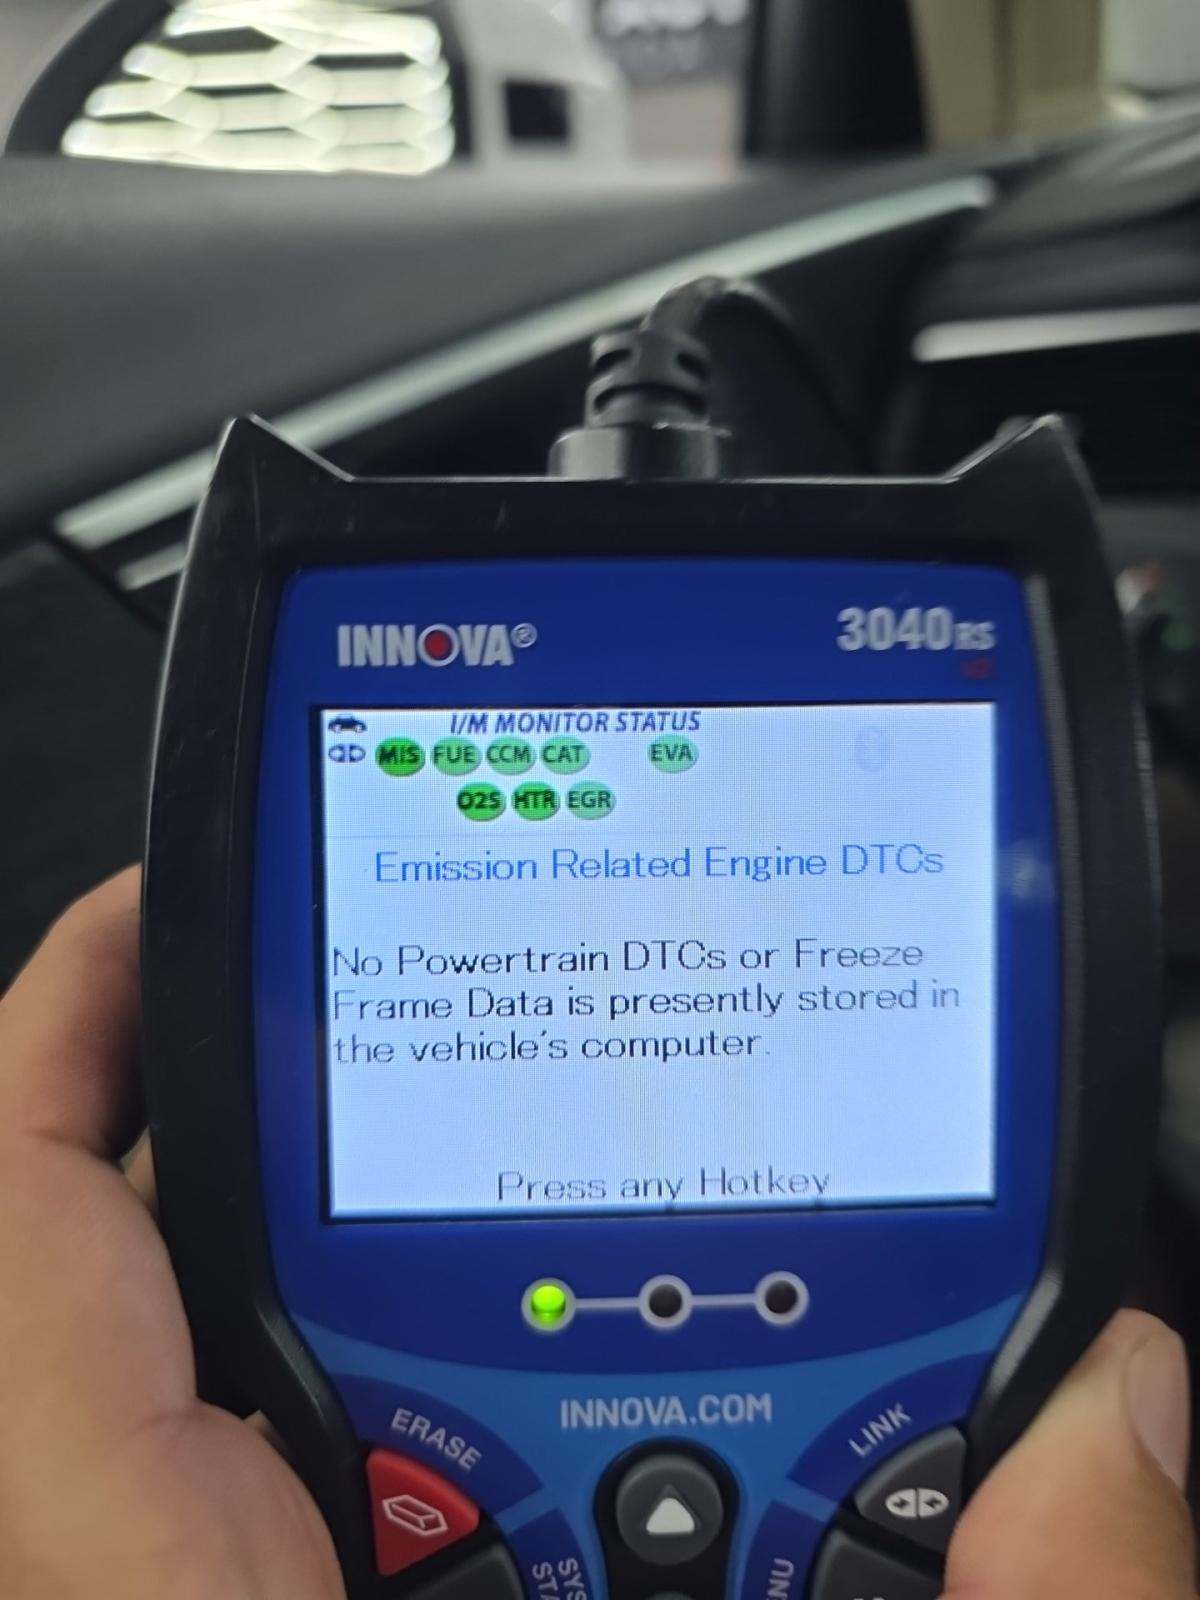 INNOVA®
3040RS
I/M MONITOR STATUS
MIS FUE CCM CAT EVA
O2S HTR EGR
Emission Related Engine DTCs
No Powertrain DTCs or Freeze
Frame Data is presently stored in
the vehicle's computer.
Press any Hotkey
INNOVA.COM
ERASE
LINK